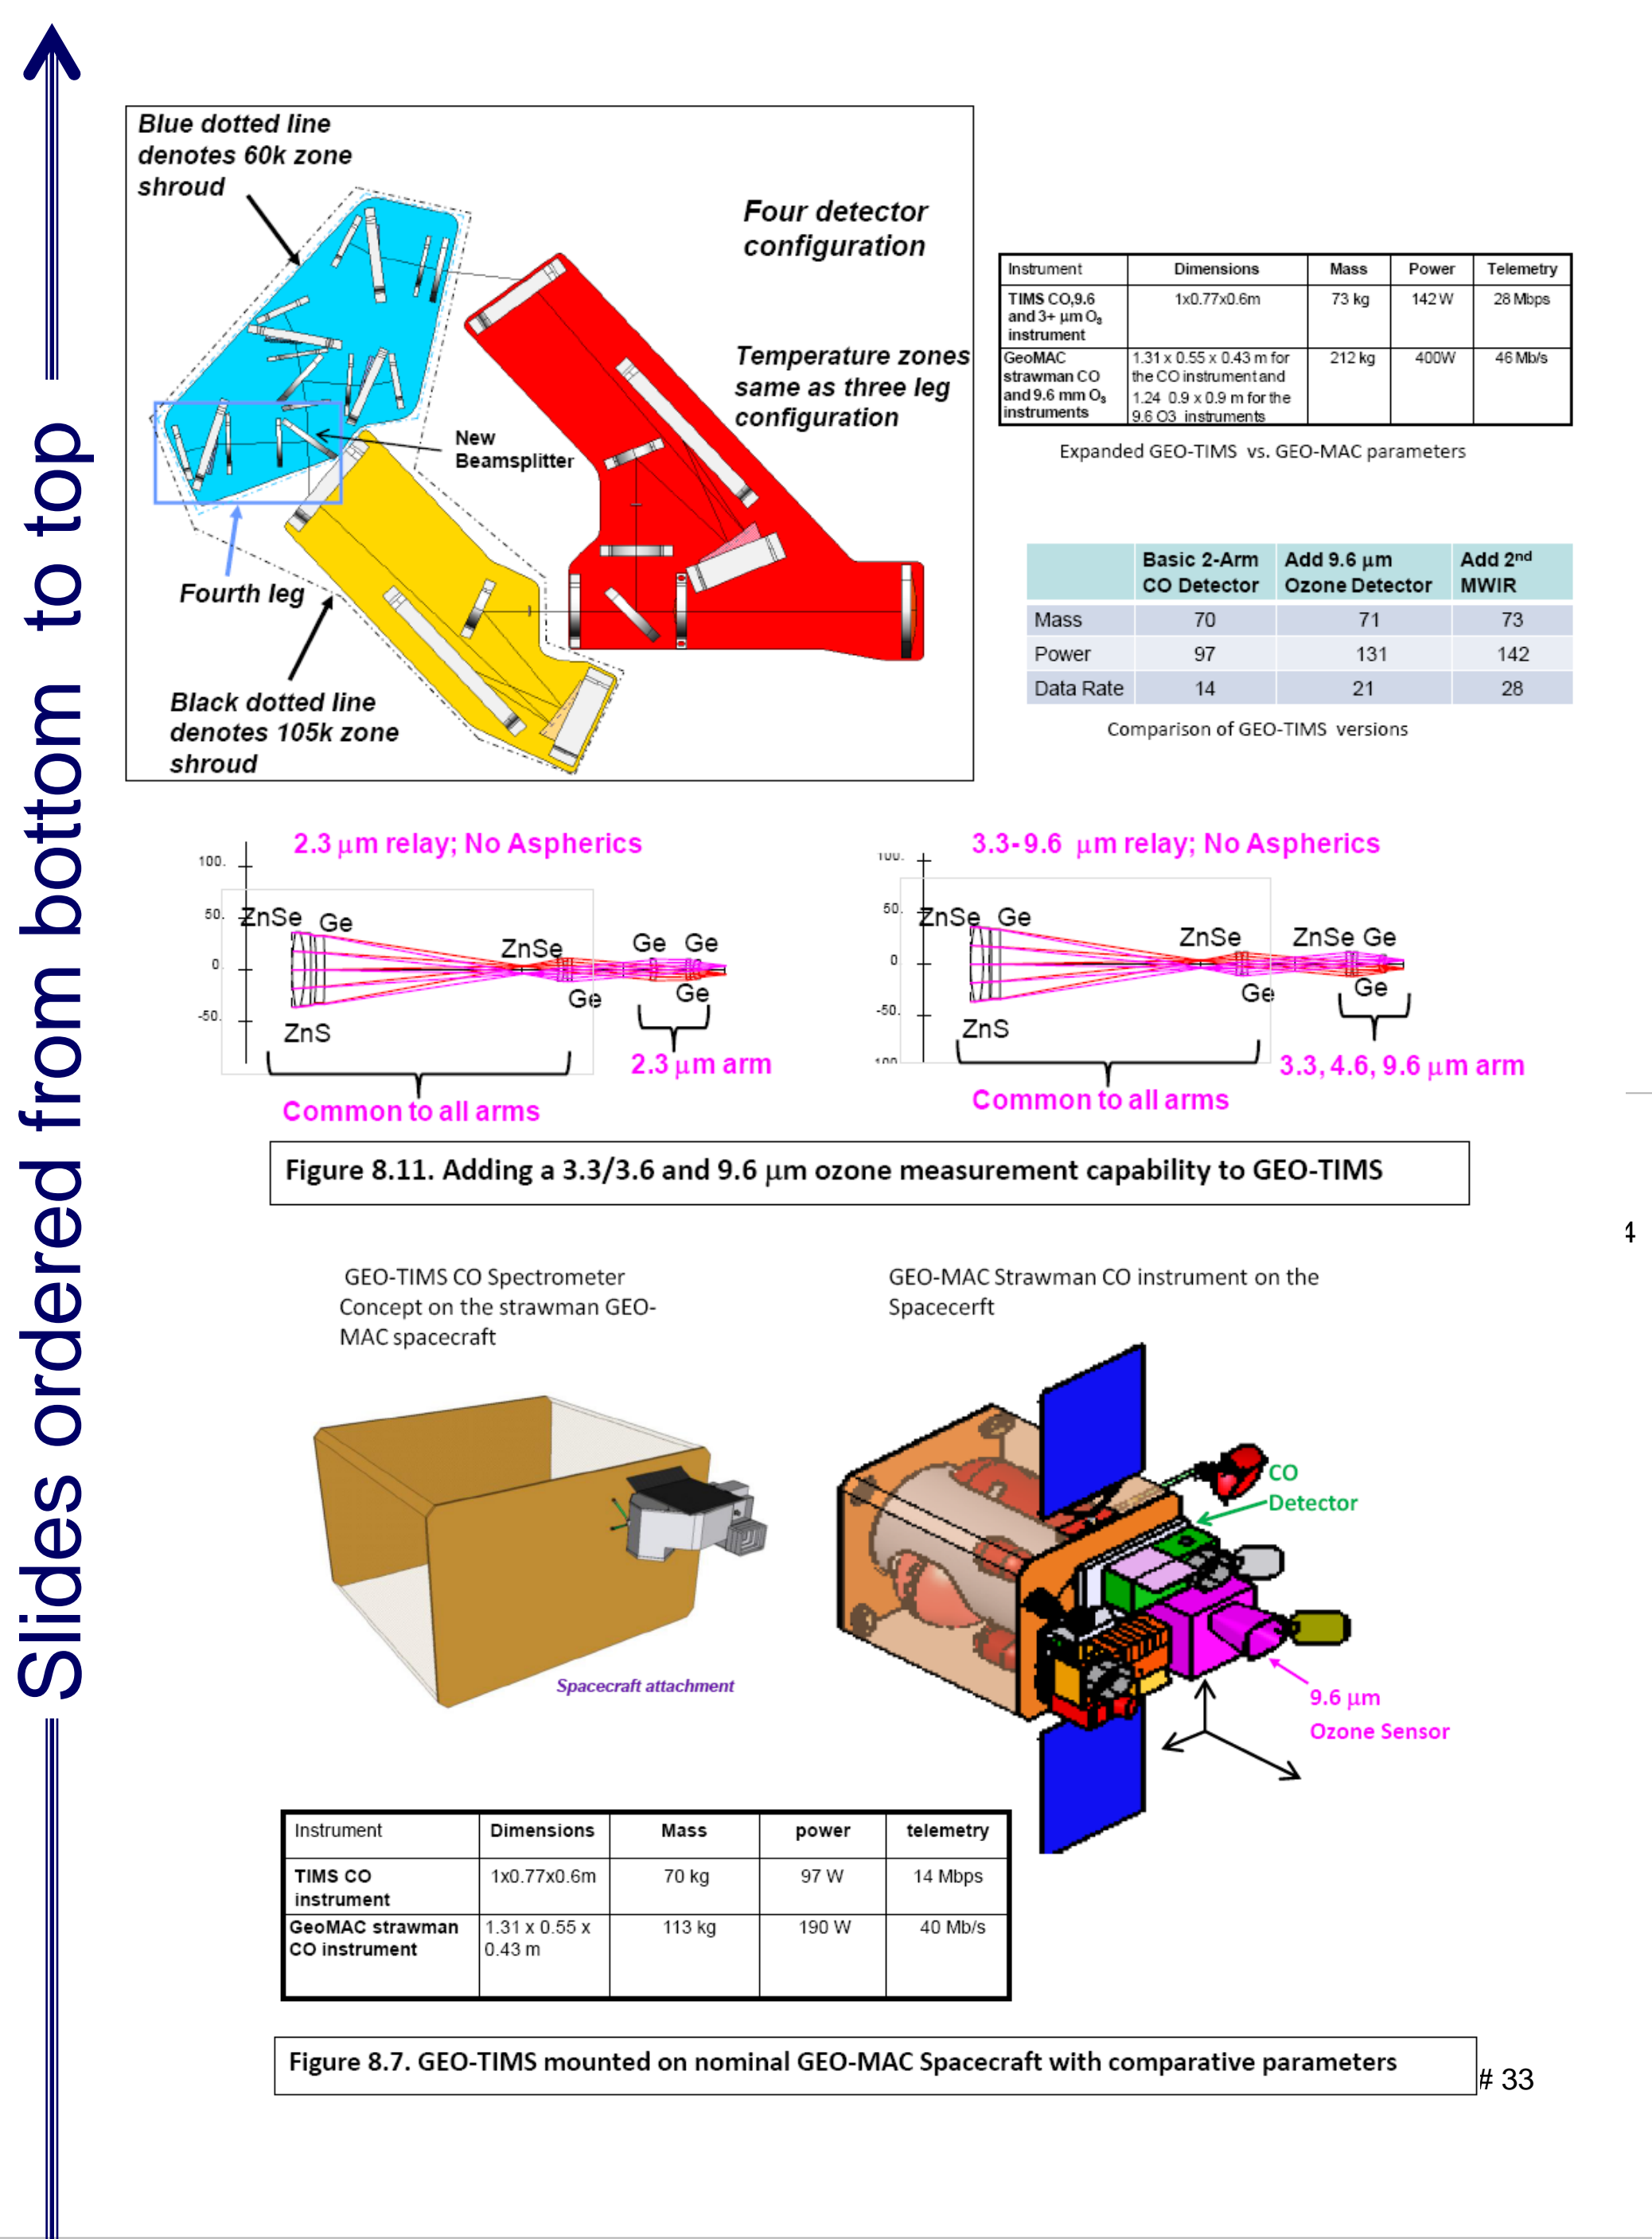 Slides ordered from bottom to top
Blue dotted line
denotes 60k zone
shroud
Four detector
configuration
Temperature zones
same as three leg
configuration
New
Beamsplitter
Fourth leg
Black dotted line
denotes 105k zone
shroud
Instrument Dimensions Mass Power Telemetry
TIMS CO,9.6 1x0.77x0.6m 73 kg 142 W 28 Mbps
and 3+ μm O₃
instrument
GeoMAC 1.31 x 0.55 x 0.43 m for 212 kg 400W 46 Mb/s
strawman CO the CO instrument and
and 9.6 mm O₃ 1.24 0.9 x 0.9 m for the
instruments 9.6 O3 instruments
Expanded GEO-TIMS vs. GEO-MAC parameters
Basic 2-Arm Add 9.6 μm Add 2nd
CO Detector Ozone Detector MWIR
Mass 70 71 73
Power 97 131 142
Data Rate 14 21 28
Comparison of GEO-TIMS versions
2.3 μm relay; No Aspherics
100.
50.
0.
-50.
ZnSe Ge
ZnSe
Ge Ge
Ge
Ge
ZnS
2.3 μm arm
Common to all arms
3.3-9.6 μm relay; No Aspherics
100.
50.
0
-50.
100
ZnSe Ge
ZnSe
ZnSe Ge
Ge
Ge
ZnS
3.3, 4.6, 9.6 μm arm
Common to all arms
Figure 8.11. Adding a 3.3/3.6 and 9.6 μm ozone measurement capability to GEO-TIMS
4
GEO-TIMS CO Spectrometer
Concept on the strawman GEO-
MAC spacecraft
GEO-MAC Strawman CO instrument on the
Spacecerft
CO
Detector
Spacecraft attachment
9.6 μm
Ozone Sensor
Instrument Dimensions Mass power telemetry
TIMS CO 1x0.77x0.6m 70 kg 97 W 14 Mbps
instrument
GeoMAC strawman 1.31 x 0.55 x 113 kg 190 W 40 Mb/s
CO instrument 0.43 m
Figure 8.7. GEO-TIMS mounted on nominal GEO-MAC Spacecraft with comparative parameters
# 33